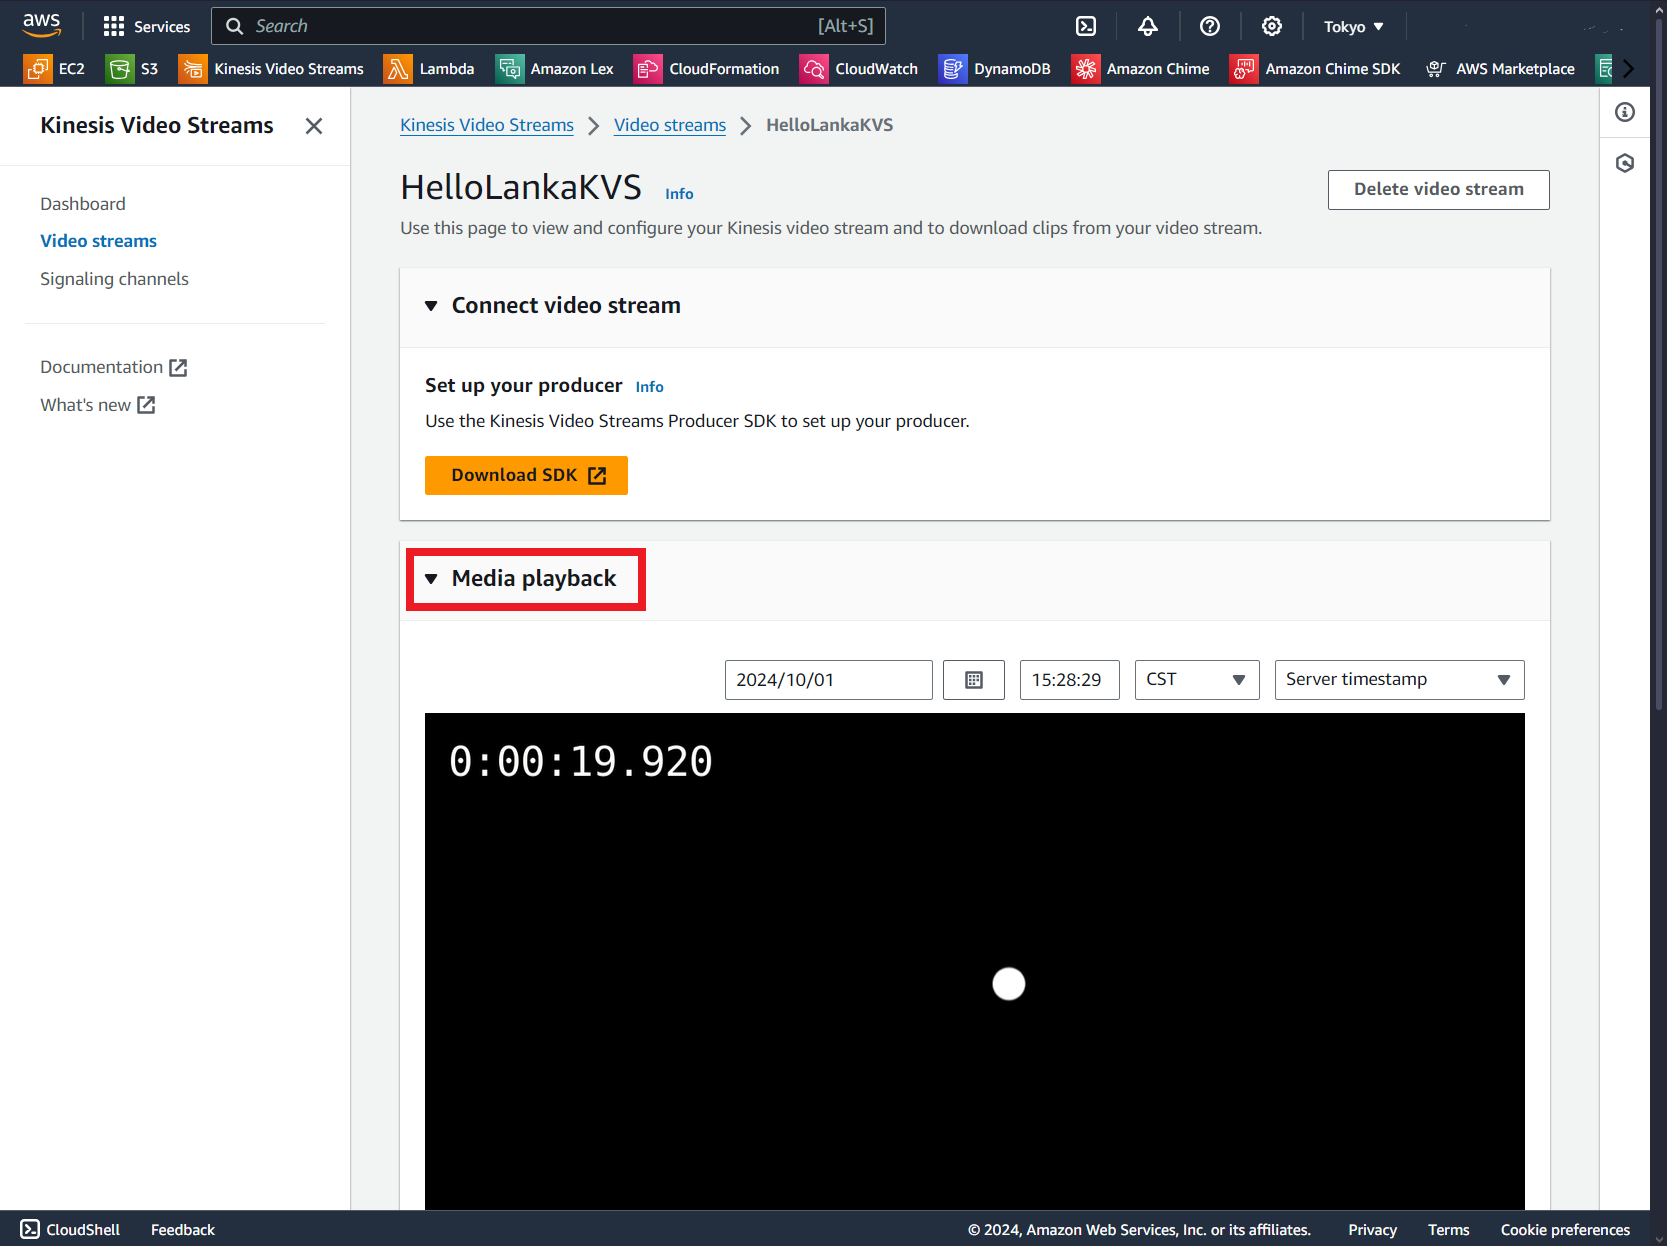 aws
Services
Search
[Alt+S]
Tokyo
EC2
S3
Kinesis Video Streams
Lambda
Amazon Lex
CloudFormation
CloudWatch
DynamoDB
Amazon Chime
Amazon Chime SDK
AWS Marketplace
Kinesis Video Streams
Dashboard
Video streams
Signaling channels
Documentation
What's new
Kinesis Video Streams > Video streams > HelloLankaKVS
HelloLankaKVS Info
Delete video stream
Use this page to view and configure your Kinesis video stream and to download clips from your video stream.
Connect video stream
Set up your producer Info
Use the Kinesis Video Streams Producer SDK to set up your producer.
Download SDK
Media playback
2024/10/01
15:28:29
CST
Server timestamp
0:00:19.920
CloudShell
Feedback
© 2024, Amazon Web Services, Inc. or its affiliates.
Privacy
Terms
Cookie preferences